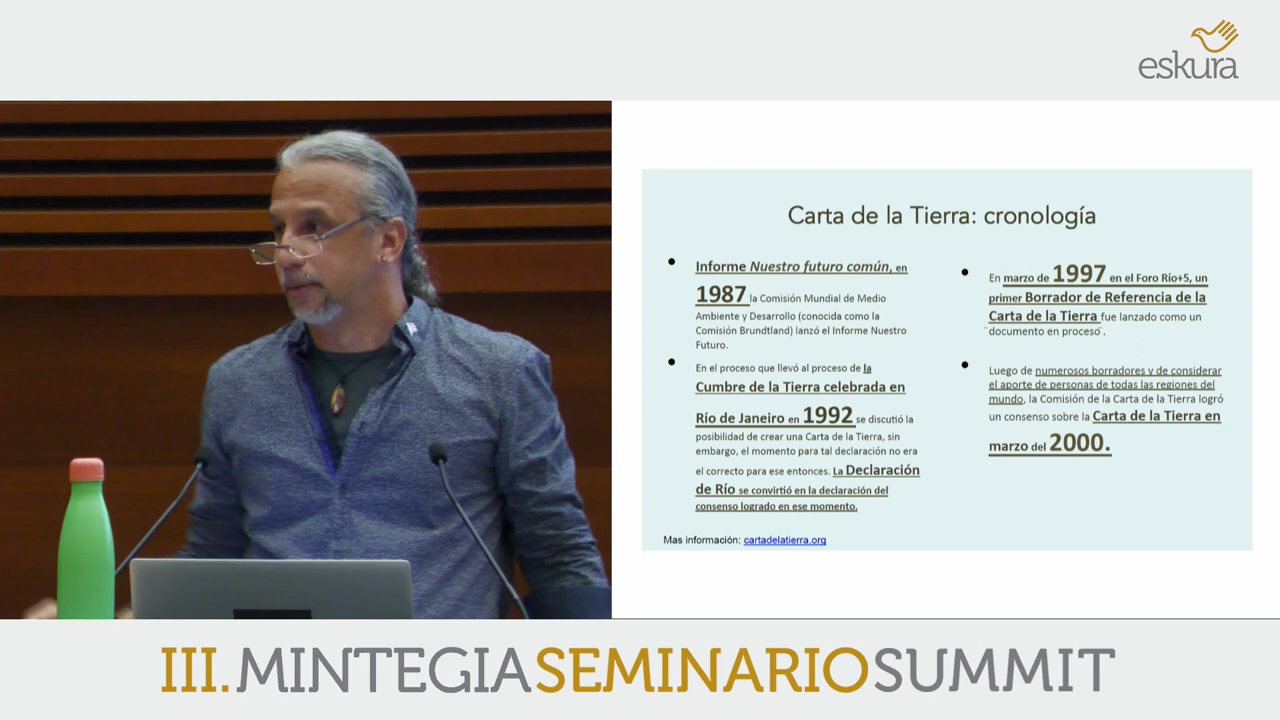 eskura
Carta de la Tierra: cronología
• Informe Nuestro futuro común, en
1987 la Comisión Mundial de Medio
Ambiente y Desarrollo (conocida como la
Comisión Brundtland) lanzó el Informe Nuestro
Futuro.
• En el proceso que llevó al proceso de la
Cumbre de la Tierra celebrada en
Río de Janeiro en 1992 se discutió la
posibilidad de crear una Carta de la Tierra, sin
embargo, el momento para tal declaración no era
el correcto para ese entonces. La Declaración
de Río se convirtió en la declaración del
consenso logrado en ese momento.
• En marzo de 1997 en el Foro Río+5, un
primer Borrador de Referencia de la
Carta de la Tierra fue lanzado como un
¨documento en proceso¨.
• Luego de numerosos borradores y de considerar
el aporte de personas de todas las regiones del
mundo, la Comisión de la Carta de la Tierra logró
un consenso sobre la Carta de la Tierra en
marzo del 2000.
Mas información: cartadelatierra.org
III. MINTEGIA SEMINARIO SUMMIT